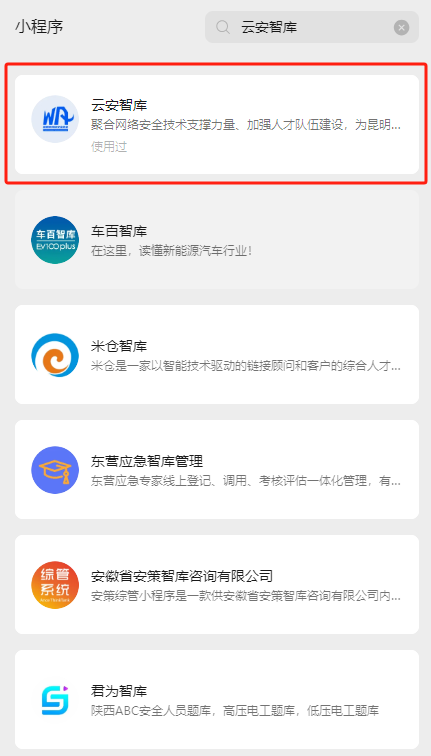 小程序
云安智库
云安智库
聚合网络安全技术支撑力量、加强人才队伍建设，为昆明...
使用过
车百智库
EV100plus
车百智库
在这里，读懂新能源汽车行业！
米仓智库
米仓是一家以智能技术驱动的链接顾问和客户的综合人才...
东营应急智库管理
东营应急专家线上登记、调用、考核评估一体化管理，有...
综管
系统
安徽省安策智库咨询有限公司
安策综管小程序是一款供安徽省安策智库咨询有限公司内...
君为智库
陕西ABC安全人员题库，高压电工题库，低压电工题库